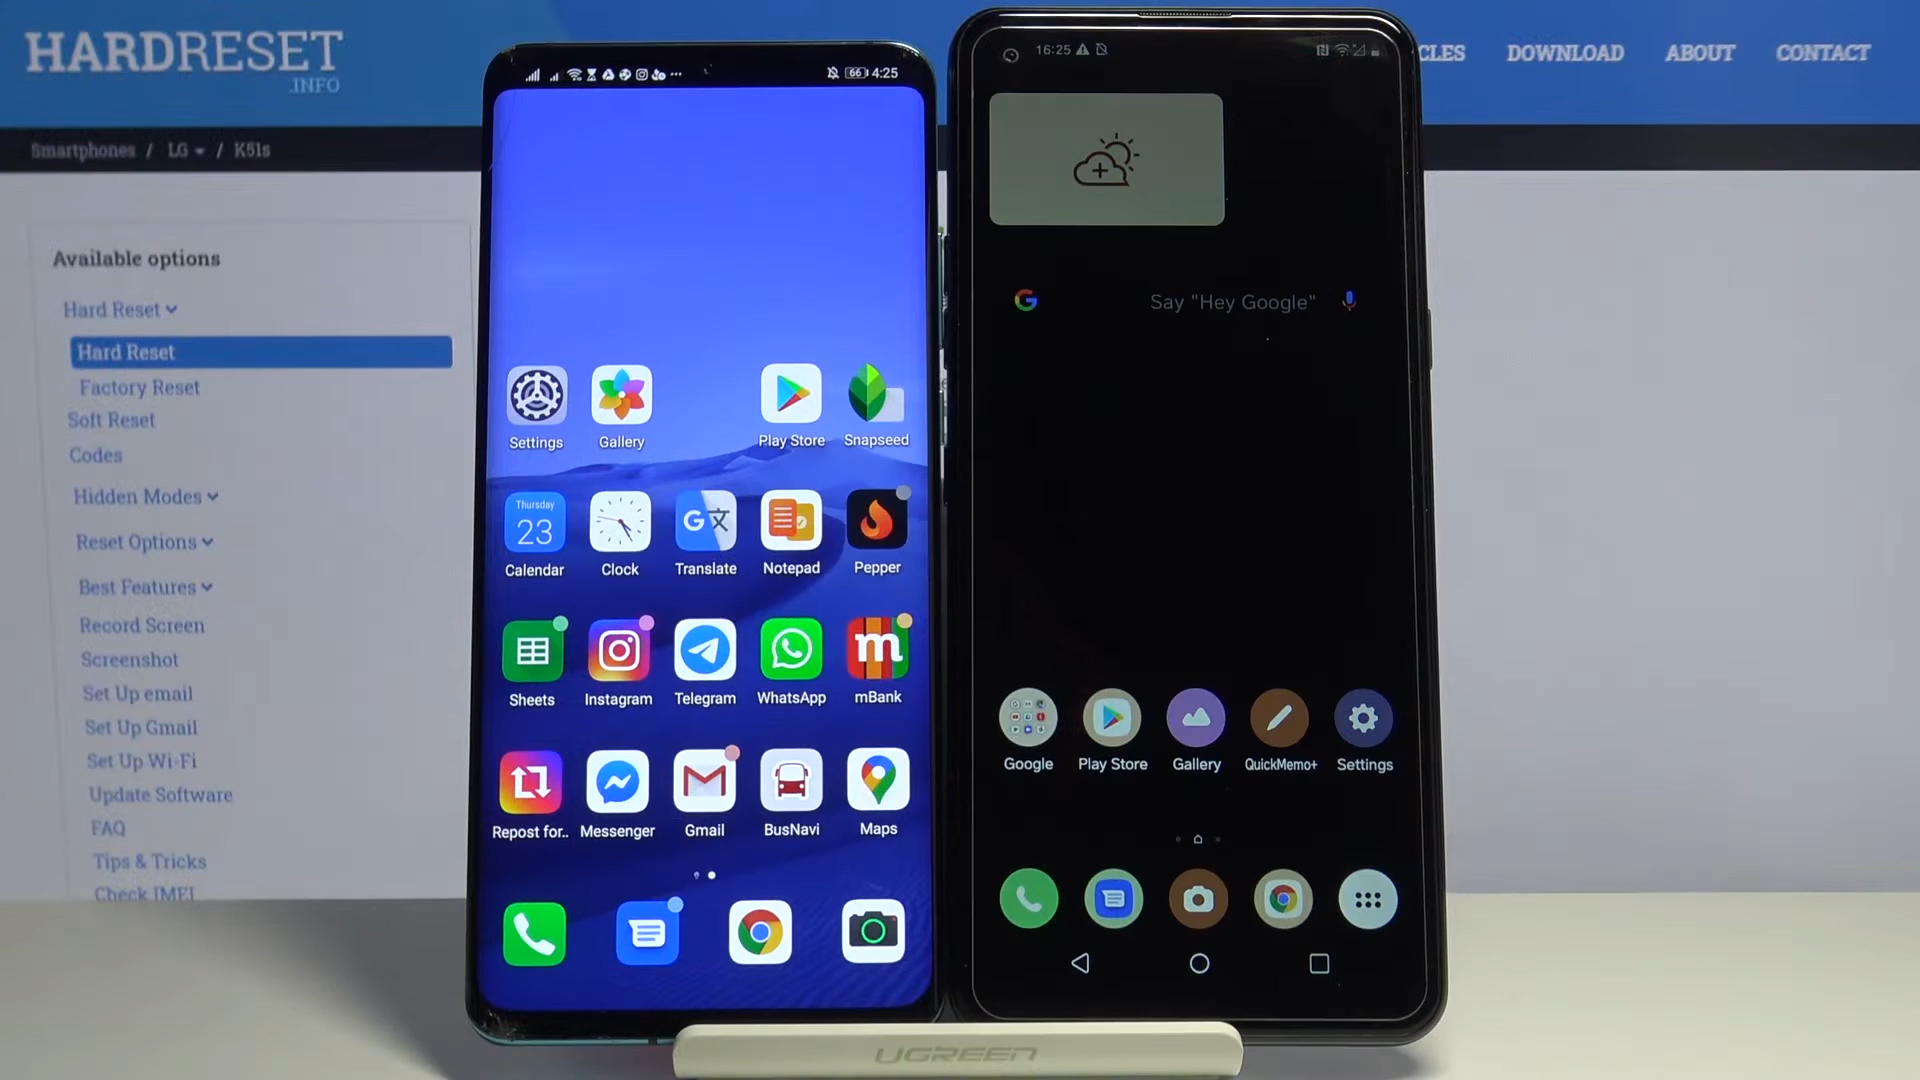 HARDRESET
.INFO
CLES DOWNLOAD ABOUT CONTACT
Smartphones / LG / K51s
Available options
Hard Reset
Hard Reset
Factory Reset
Soft Reset
Codes
Hidden Modes
Reset Options
Best Features
Record Screen
Screenshot
Set Up email
Set Up Gmail
Set Up Wi-Fi
Update Software
FAQ
Tips & Tricks
Check IMEI
66 4:25
Settings Gallery Play Store Snapseed
Thursday
23
Calendar Clock Translate Notepad Pepper
m
Sheets Instagram Telegram WhatsApp mBank
Repost for.. Messenger Gmail BusNavi Maps
16:25
Say "Hey Google"
Google Play Store Gallery QuickMemo+ Settings
UGREEN